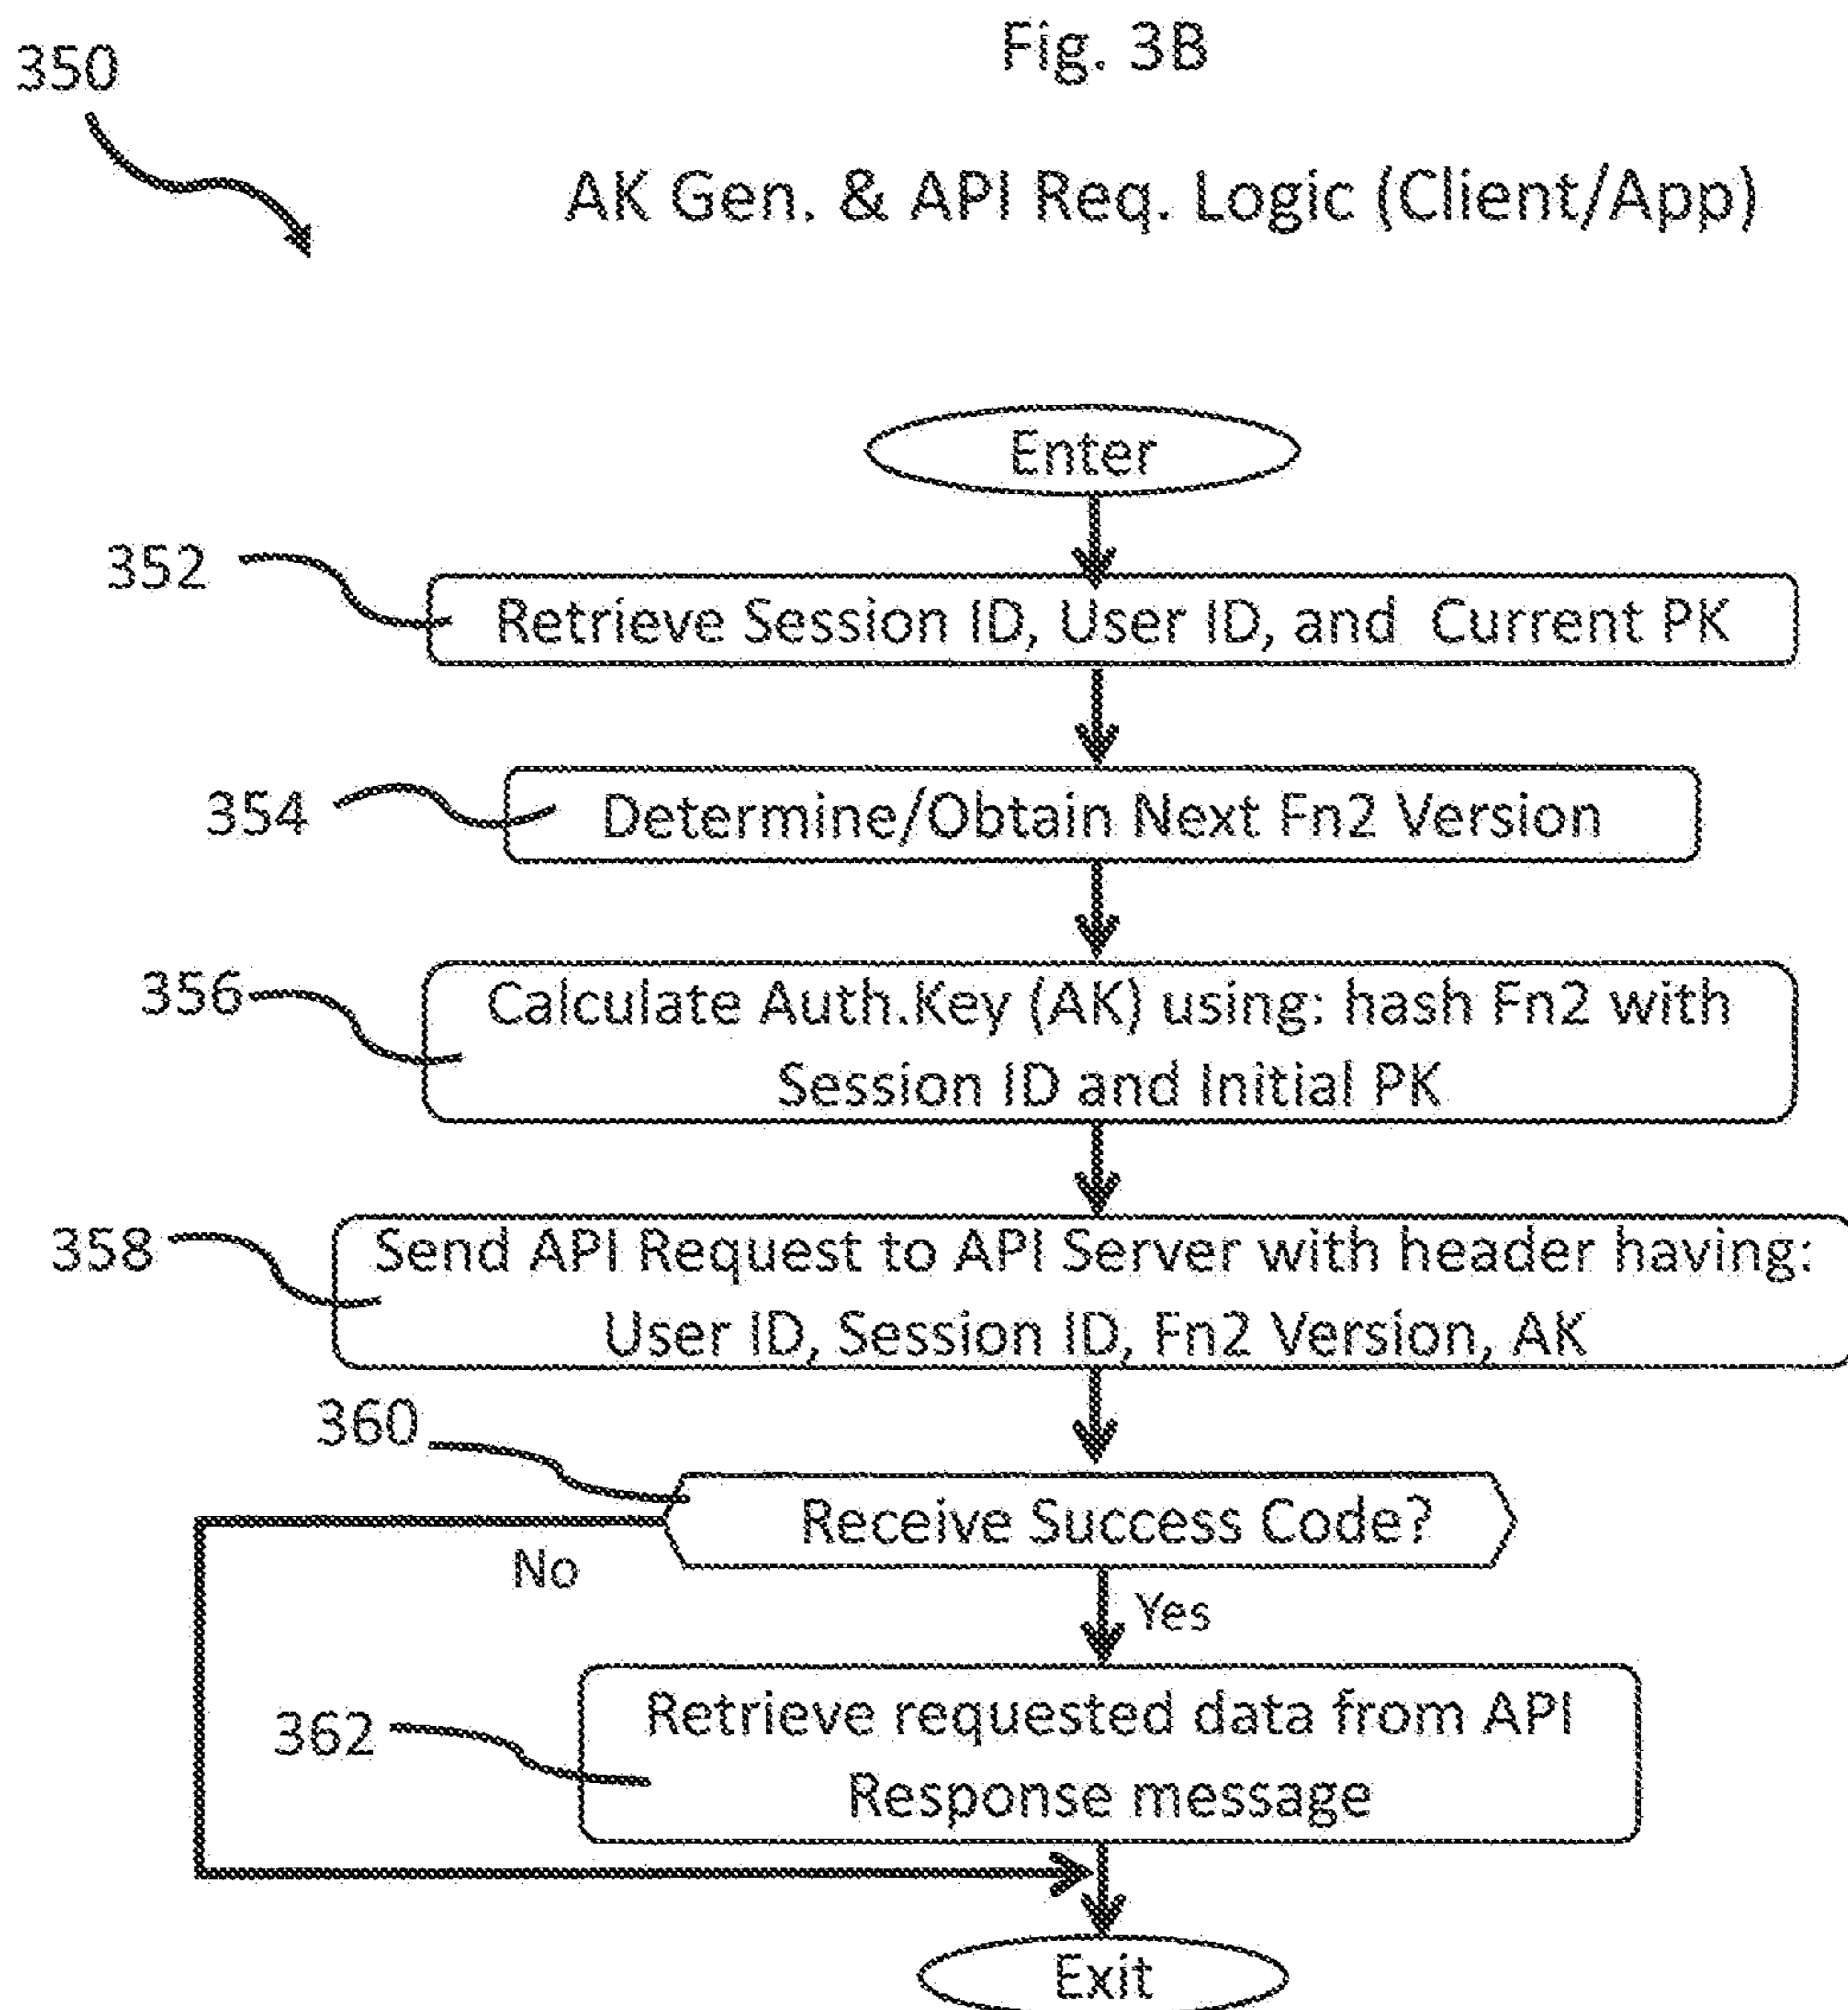 Fig. 3B
350
AK Gen. & API Req. Logic (Client/App)
Enter
352
Retrieve Session ID, User ID, and Current PK
354
Determine/Obtain Next Fn2 Version
356
Calculate Auth.Key (AK) using: hash Fn2 with
Session ID and Initial PK
358
Send API Request to API Server with header having:
User ID, Session ID, Fn2 Version, AK
360
Receive Success Code?
No
Yes
362
Retrieve requested data from API
Response message
Exit